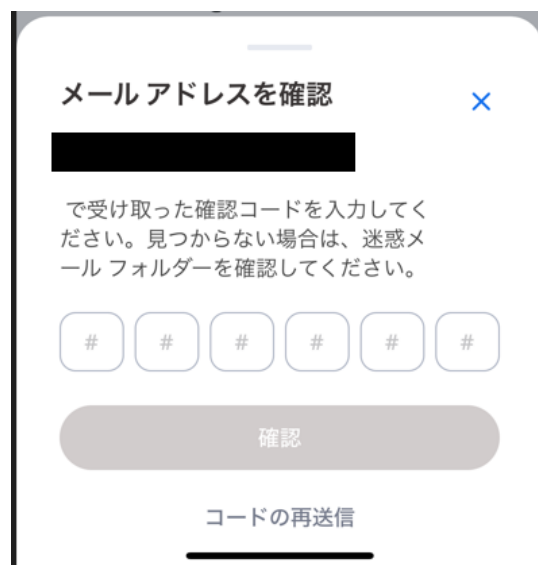 メール アドレスを確認
で受け取った確認コードを入力してく
ださい。見つからない場合は、迷惑メ
ール フォルダーを確認してください。
# # # # # #
確認
コードの再送信